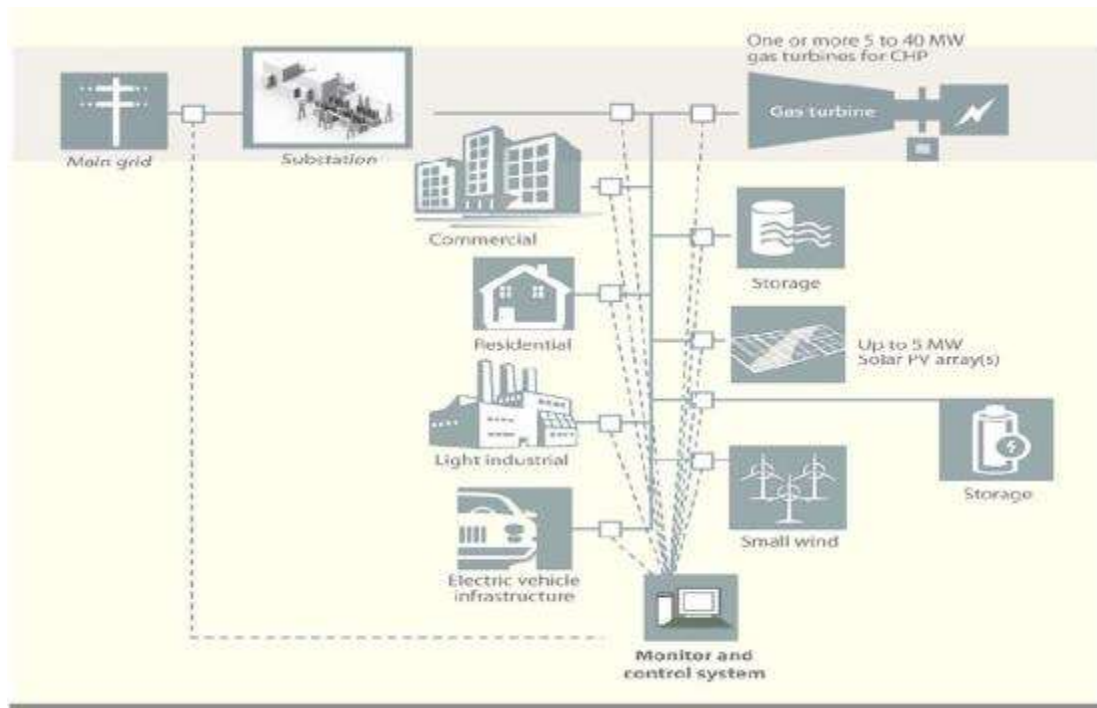 One or more 5 to 40 MW
gas turbines for CHP
Gas turbine
Main grid
Substation
Commercial
Storage
Residential
Up to 5 MW
Solar PV array(s)
Light industrial
Storage
Small wind
Electric vehicle
infrastructure
Monitor and
control system